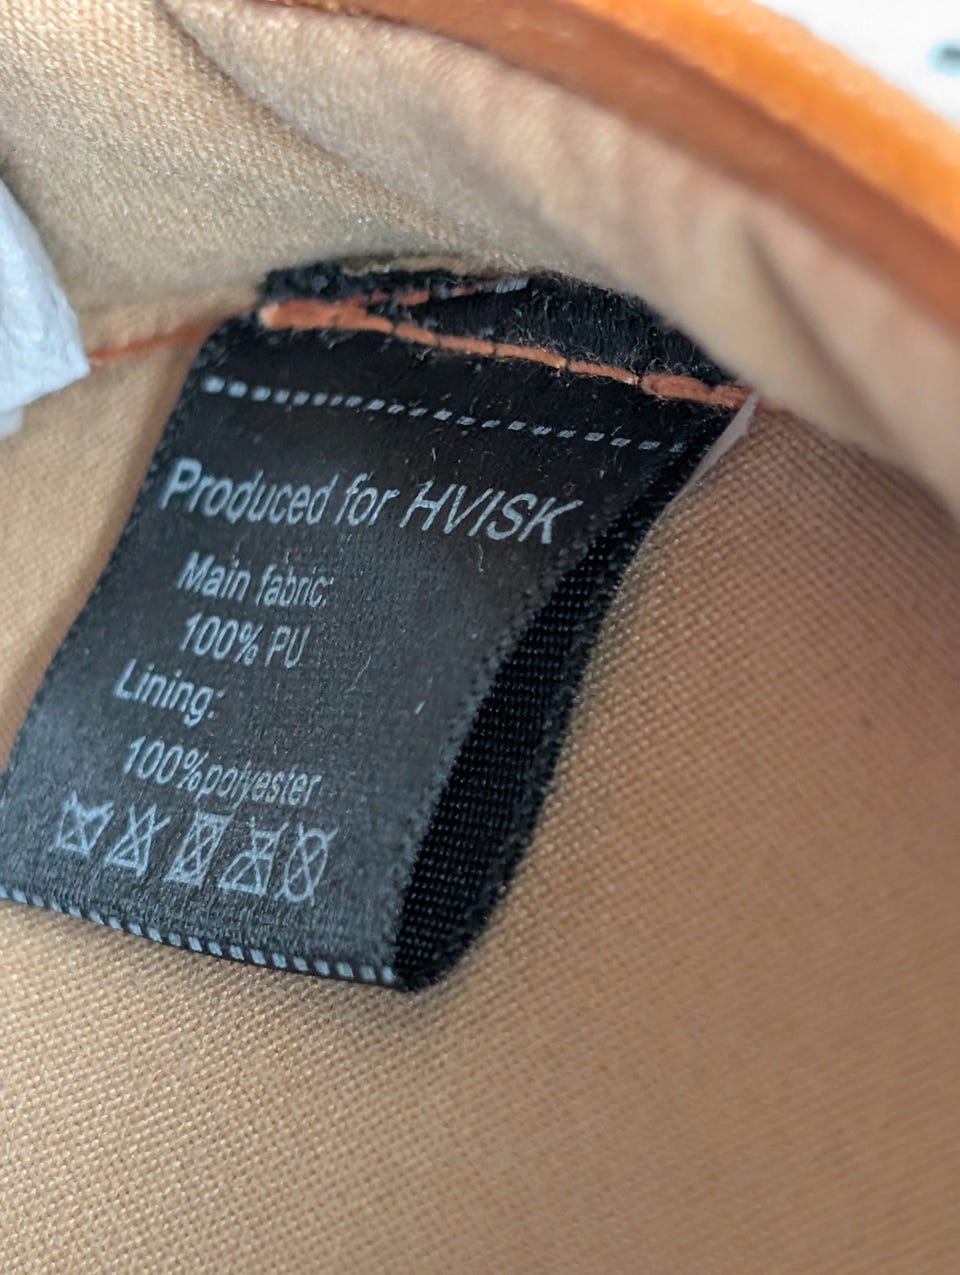 Produced for HVISK
Main fabric:
100% PU
Lining:
100%polyester